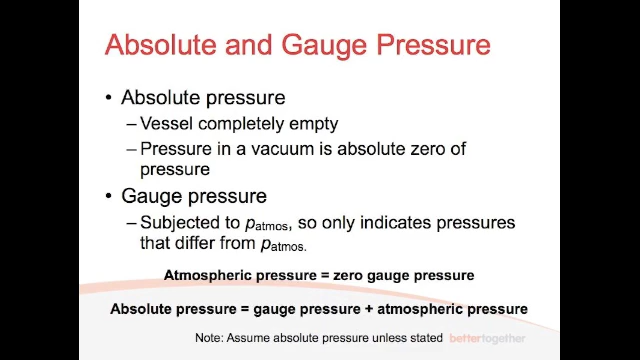 Absolute and Gauge Pressure
• Absolute pressure
– Vessel completely empty
– Pressure in a vacuum is absolute zero of
pressure
• Gauge pressure
– Subjected to patmos, so only indicates pressures
that differ from patmos.
Atmospheric pressure = zero gauge pressure
Absolute pressure = gauge pressure + atmospheric pressure
Note: Assume absolute pressure unless stated bettertogether